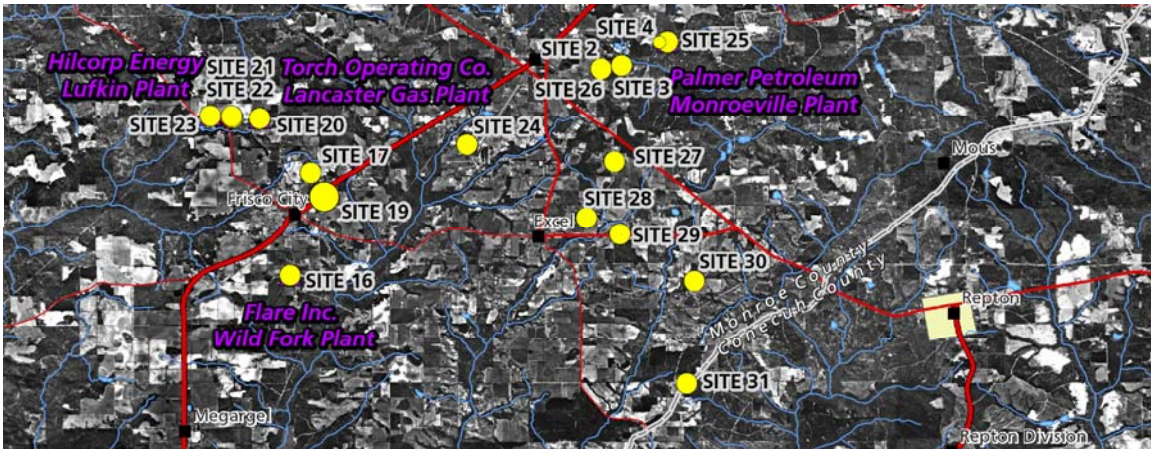 SITE 4
SITE 25
SITE 2
Hilcorp Energy
Lufkin Plant
SITE 21
SITE 22
Torch Operating Co.
Lancaster Gas Plant
SITE 26
SITE 3
Palmer Petroleum
Monroeville Plant
SITE 23
SITE 20
SITE 24
Mous
SITE 27
SITE 17
Frisco City
SITE 19
SITE 28
Excel
SITE 29
SITE 30
SITE 16
Monroe County
Conecuh County
Repton
Flare Inc.
Wild Fork Plant
SITE 31
Megargel
Repton Division